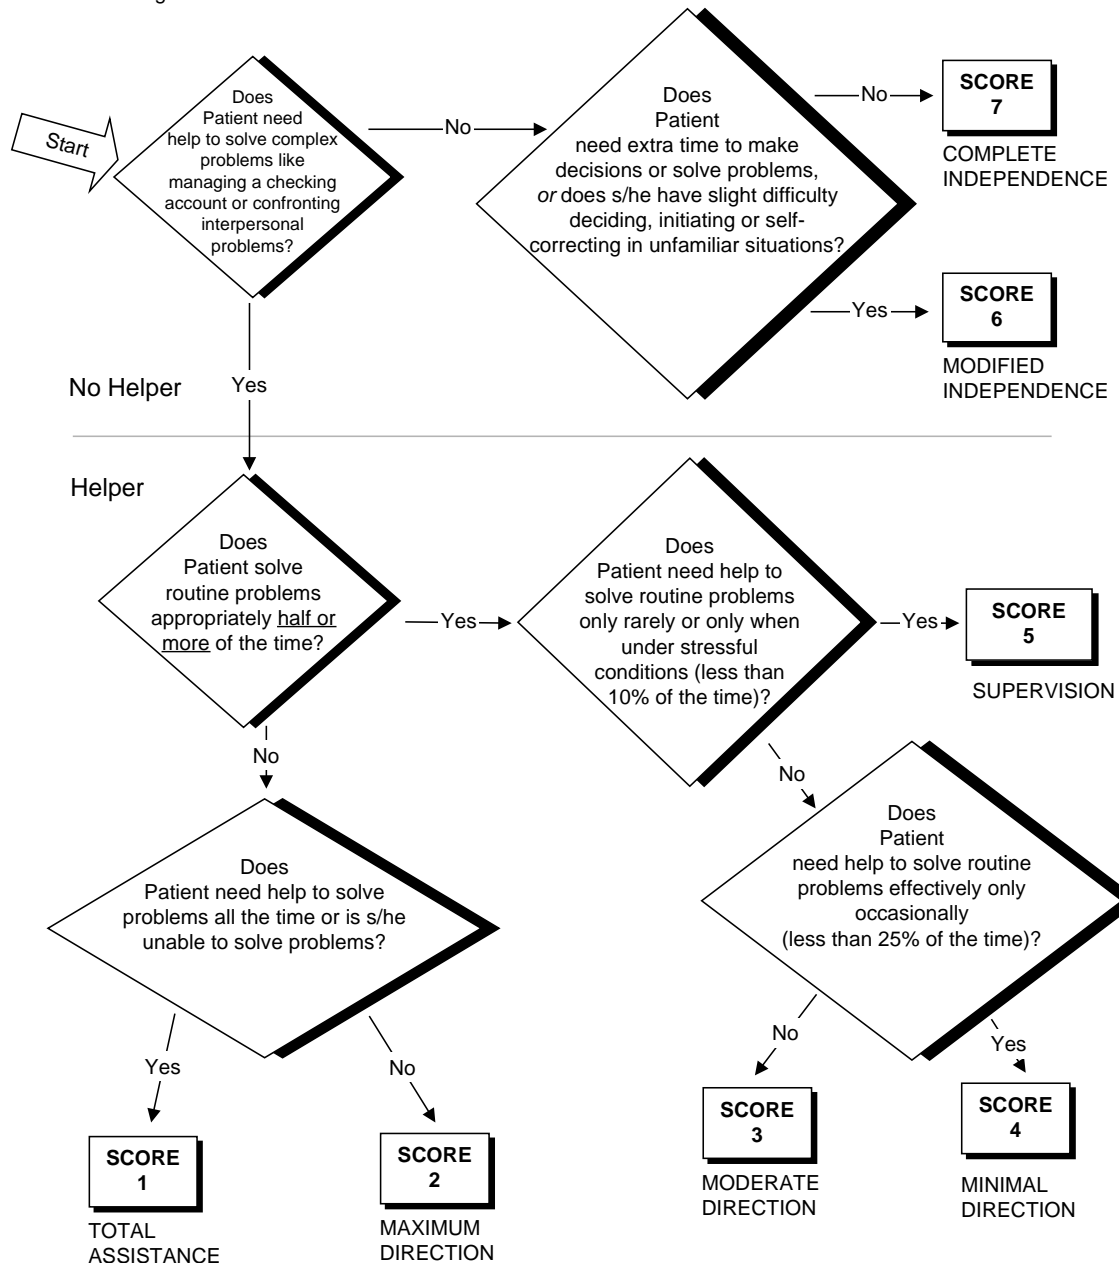 Start
Does
Patient need
help to solve complex
problems like
managing a checking
account or confronting
interpersonal
problems?
No
Does
Patient
need extra time to make
decisions or solve problems,
or does s/he have slight difficulty
deciding, initiating or self-
correcting in unfamiliar situations?
No
SCORE
7
COMPLETE
INDEPENDENCE
Yes
SCORE
6
MODIFIED
INDEPENDENCE
No Helper
Yes
Helper
Does
Patient solve
routine problems
appropriately half or
more of the time?
Yes
Does
Patient need help to
solve routine problems
only rarely or only when
under stressful
conditions (less than
10% of the time)?
Yes
SCORE
5
SUPERVISION
No
No
Does
Patient need help to solve
problems all the time or is s/he
unable to solve problems?
Does
Patient
need help to solve routine
problems effectively only
occasionally
(less than 25% of the time)?
Yes
No
No
Yes
SCORE
1
TOTAL
ASSISTANCE
SCORE
2
MAXIMUM
DIRECTION
SCORE
3
MODERATE
DIRECTION
SCORE
4
MINIMAL
DIRECTION